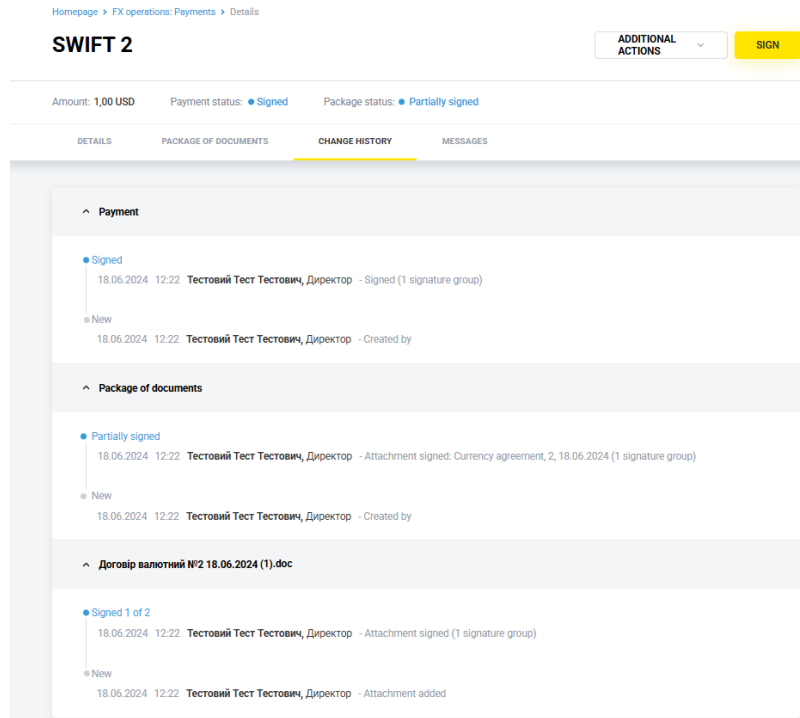 Homepage > FX operations: Payments > Details
SWIFT 2
ADDITIONAL ACTIONS
SIGN
Amount: 1,00 USD Payment status: Signed Package status: Partially signed
DETAILS PACKAGE OF DOCUMENTS CHANGE HISTORY MESSAGES
Payment
Signed
18.06.2024 12:22 Тестовий Тест Тестович, Директор - Signed (1 signature group)
New
18.06.2024 12:22 Тестовий Тест Тестович, Директор - Created by
Package of documents
Partially signed
18.06.2024 12:22 Тестовий Тест Тестович, Директор - Attachment signed: Currency agreement, 2, 18.06.2024 (1 signature group)
New
18.06.2024 12:22 Тестовий Тест Тестович, Директор - Created by
Договір валютний №2 18.06.2024 (1).doc
Signed 1 of 2
18.06.2024 12:22 Тестовий Тест Тестович, Директор - Attachment signed (1 signature group)
New
18.06.2024 12:22 Тестовий Тест Тестович, Директор - Attachment added